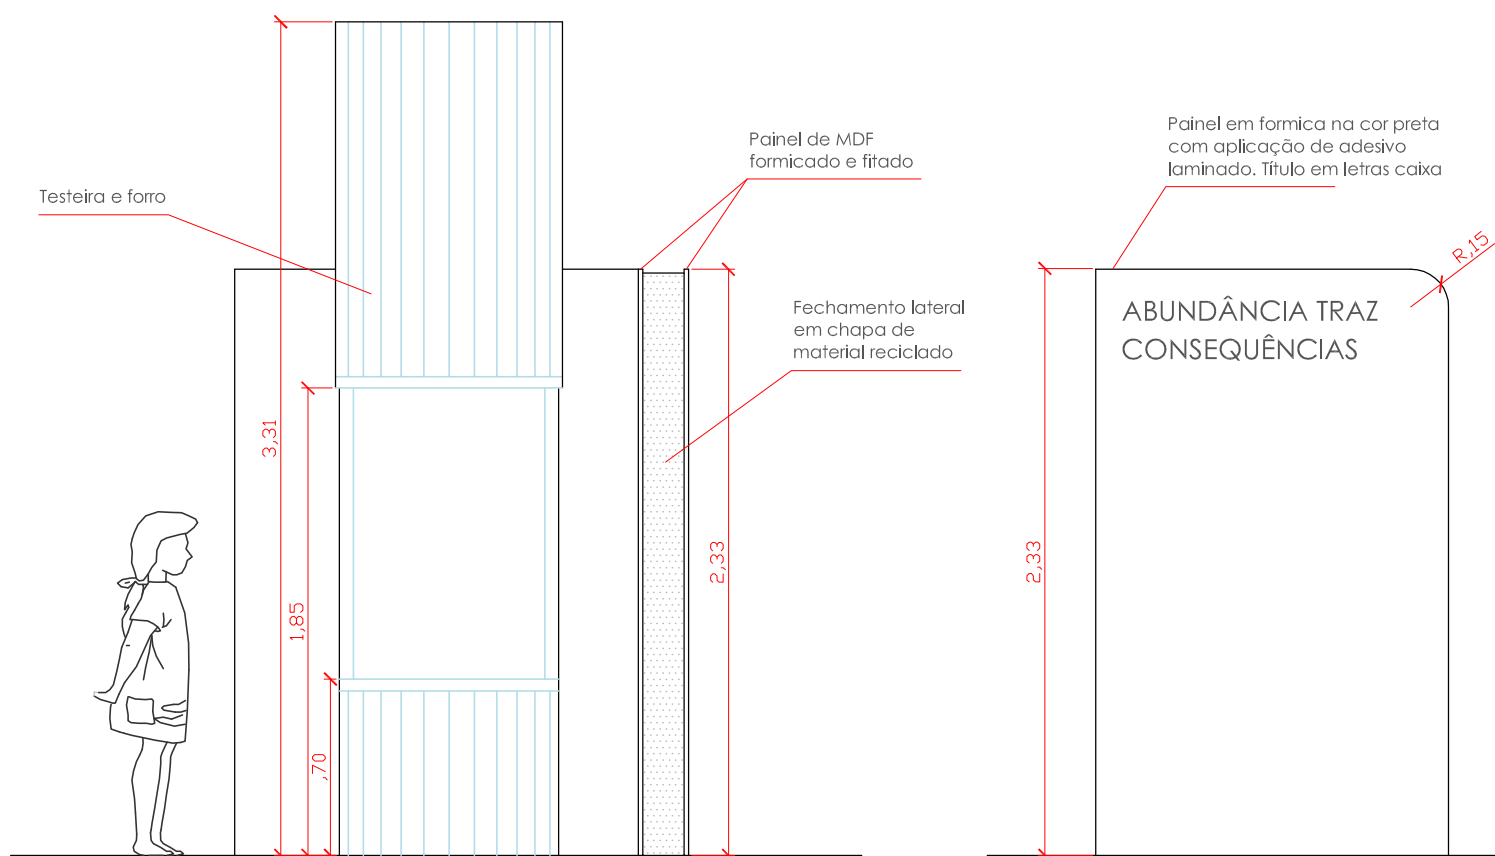 Testeira e forro
3,31
1,85
,70
Painel de MDF
formicado e fitado
Fechamento lateral
em chapa de
material reciclado
2,33
Painel em formica na cor preta
com aplicação de adesivo
laminado. Título em letras caixa
R,15
ABUNDÂNCIA TRAZ
CONSEQUÊNCIAS
2,33